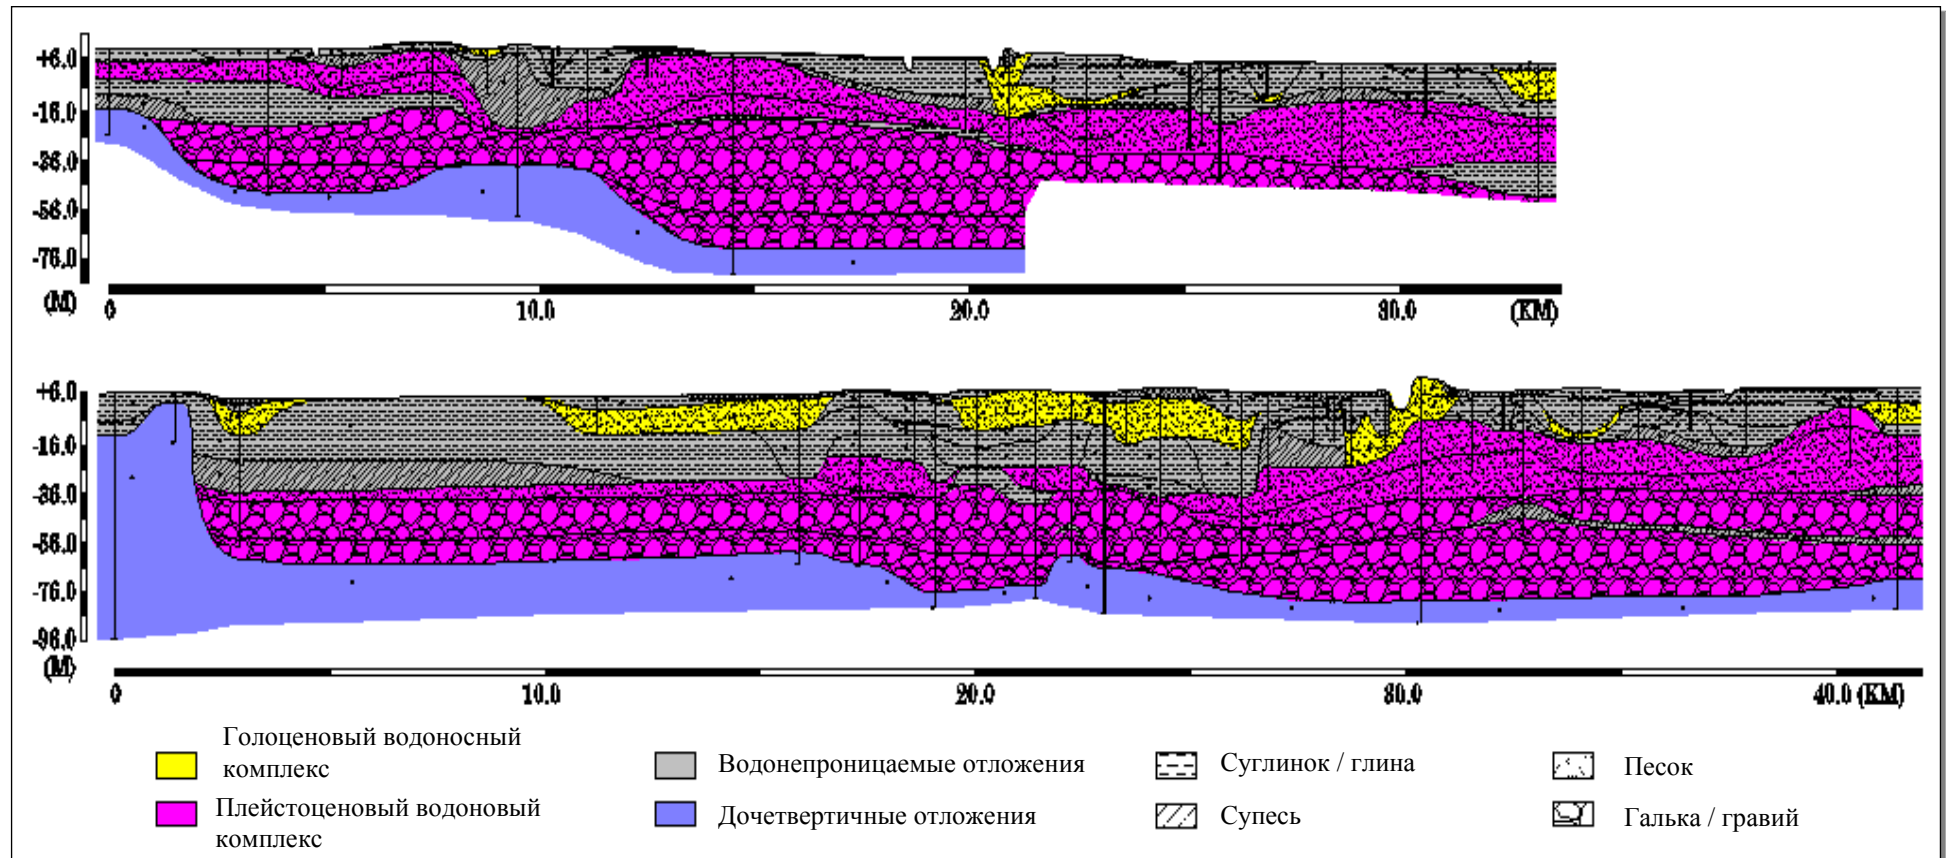 +6.0
-16.0
-36.0
-56.0
-76.0
(M)
0 10.0 20.0 30.0 (KM)
+6.0
-16.0
-36.0
-56.0
-76.0
-96.0
(M)
0 10.0 20.0 30.0 40.0 (KM)
Голоценовый водоносный
комплекс
Плейстоценовый водоновый
комплекс
Водонепроницаемые отложения
Дочетвертичные отложения
Суглинок / глина
Супесь
Песок
Галька / гравий